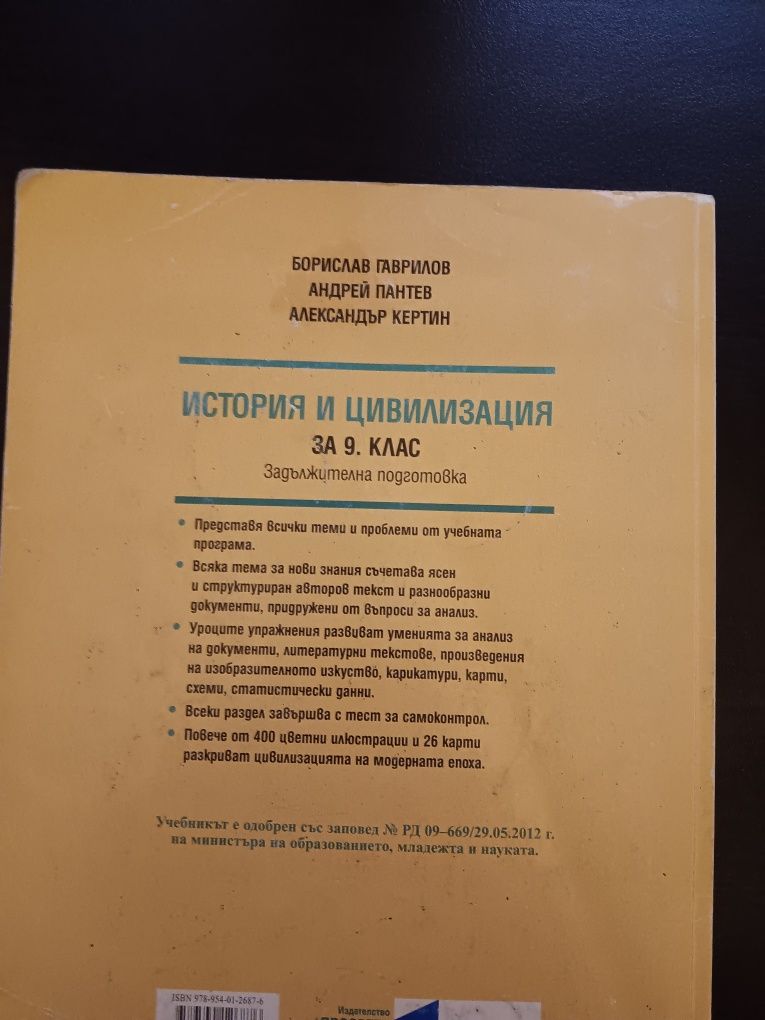 БОРИСЛАВ ГАВРИЛОВ
АНДРЕЙ ПАНТЕВ
АЛЕКСАНДЪР КЕРТИН
ИСТОРИЯ И ЦИВИЛИЗАЦИЯ
ЗА 9. КЛАС
Задължителна подготовка
• Представя всички теми и проблеми от учебната
програма.
• Всяка тема за нови знания съчетава ясен
и структуриран авторов текст и разнообразни
документи, придружени от въпроси за анализ.
• Уроците упражнения развиват уменията за анализ
на документи, литературни текстове, произведения
на изобразителното изкуство, карикатури, карти,
схеми, статистически данни.
• Всеки раздел завършва с тест за самоконтрол.
• Повече от 400 цветни илюстрации и 26 карти
разкриват цивилизацията на модерната епоха.
Учебникът е одобрен със заповед № РД 09–669/29.05.2012 г.
на министъра на образованието, младежта и науката.
ISBN 978-954-01-2687-6
Издателство